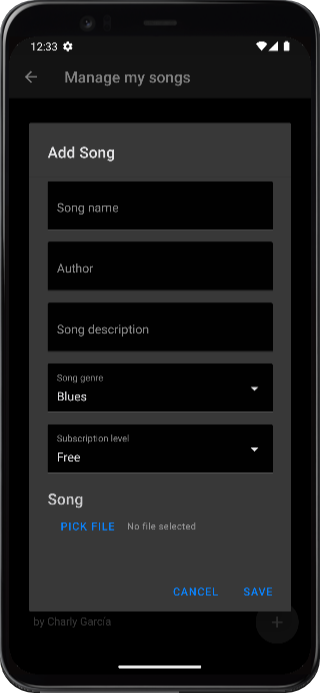 12:33
Manage my songs
Add Song
Song name
Author
Song description
Song genre
Blues
Subscription level
Free
Song
PICK FILE No file selected
CANCEL SAVE
by Charly García